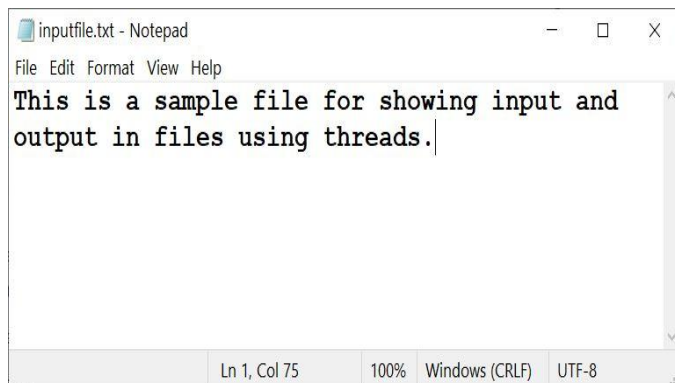 inputfile.txt - Notepad
File Edit Format View Help
This is a sample file for showing input and
output in files using threads.
Ln 1, Col 75 100% Windows (CRLF) UTF-8